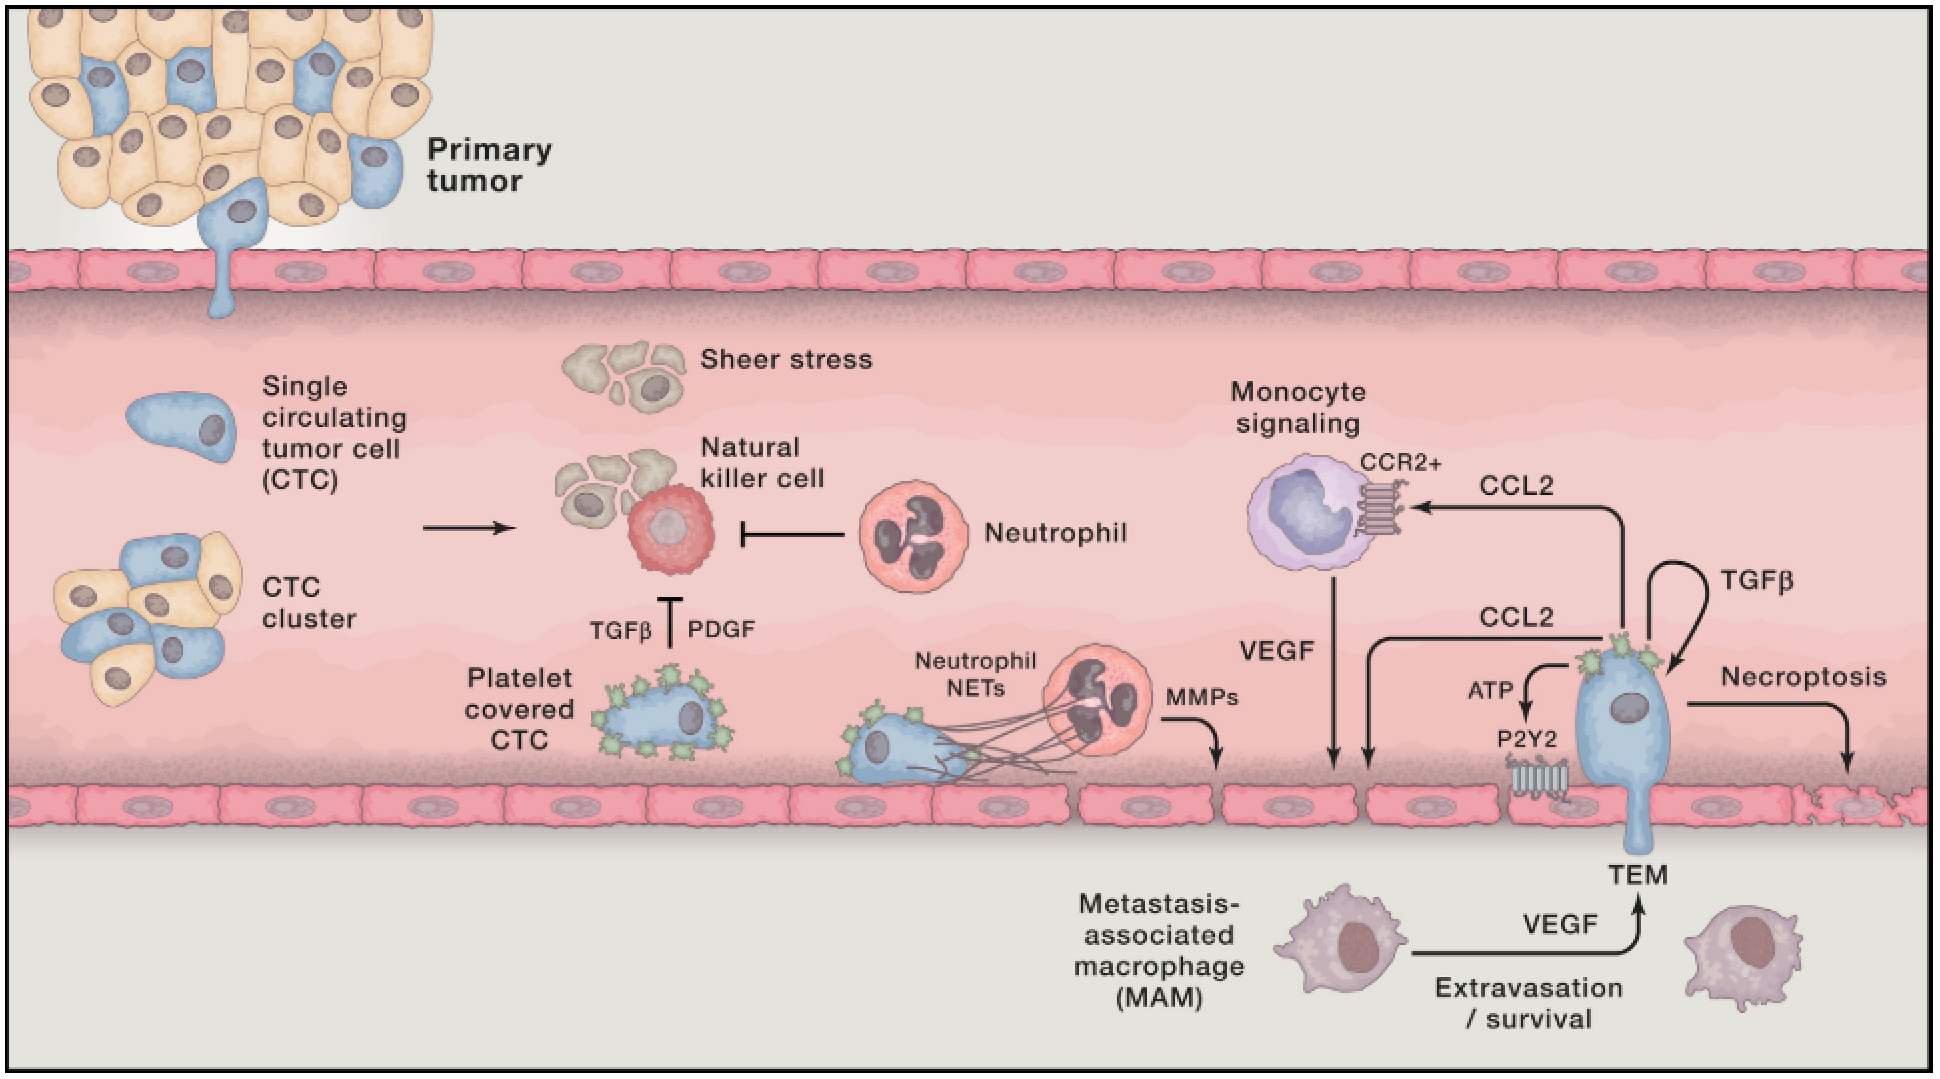 Primary
tumor
Single
circulating
tumor cell
(CTC)
CTC
cluster
Sheer stress
Natural
killer cell
Neutrophil
TGFβ
PDGF
Platelet
covered
CTC
Neutrophil
NETs
MMPs
Monocyte
signaling
CCR2+
CCL2
TGFβ
CCL2
VEGF
ATP
P2Y2
Necroptosis
TEM
Metastasis-
associated
macrophage
(MAM)
VEGF
Extravasation
/ survival